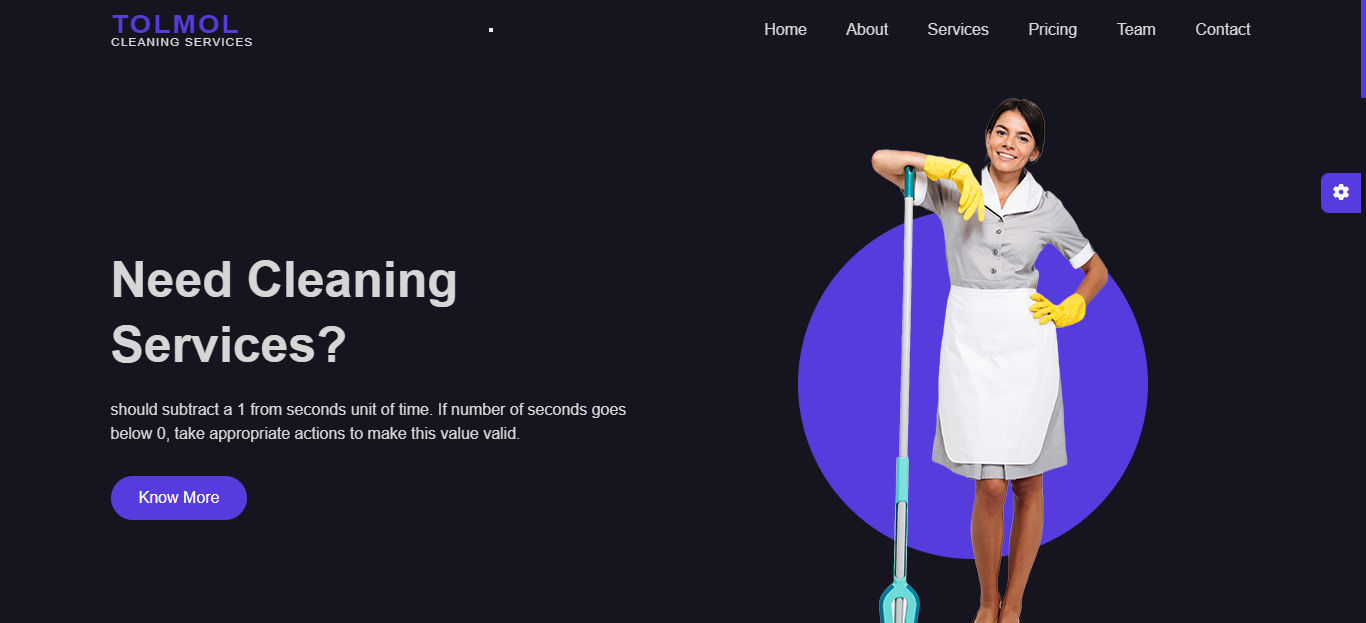 TOLMOL
CLEANING SERVICES
Home About Services Pricing Team Contact
Need Cleaning
Services?
should subtract a 1 from seconds unit of time. If number of seconds goes
below 0, take appropriate actions to make this value valid.
Know More